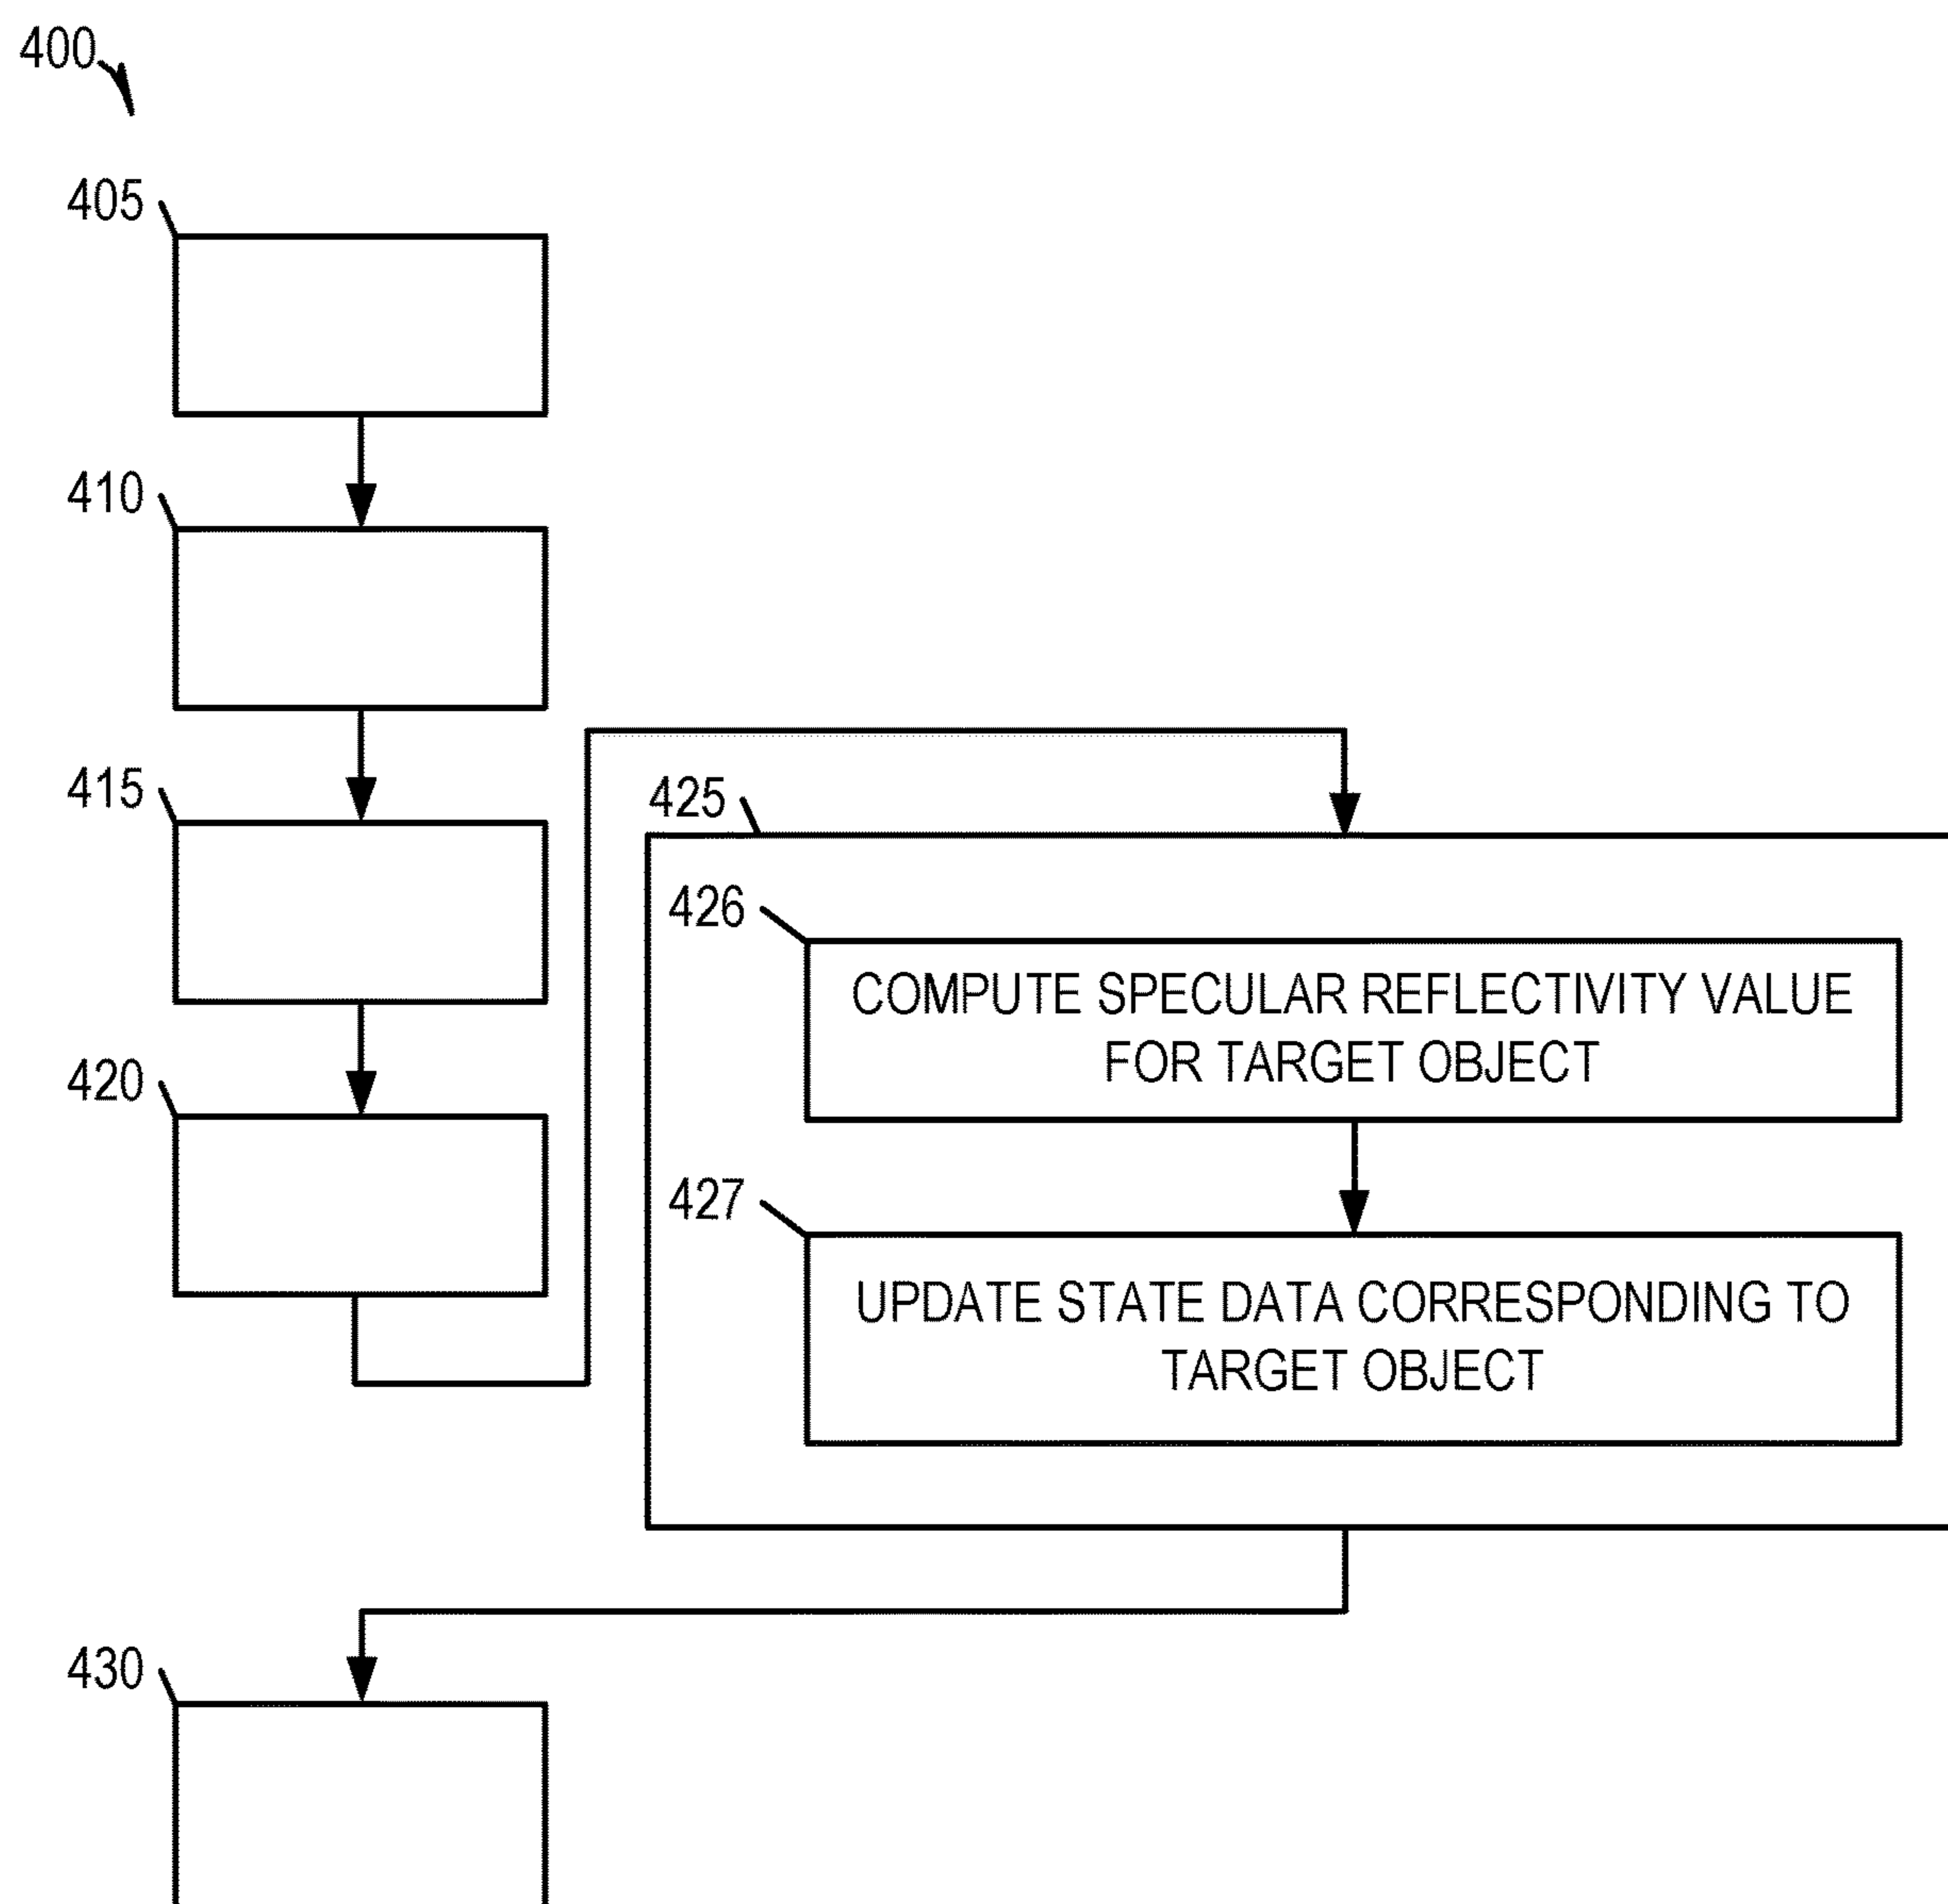 400
405
410
415
420
425
426
COMPUTE SPECULAR REFLECTIVITY VALUE
FOR TARGET OBJECT
427
UPDATE STATE DATA CORRESPONDING TO
TARGET OBJECT
430